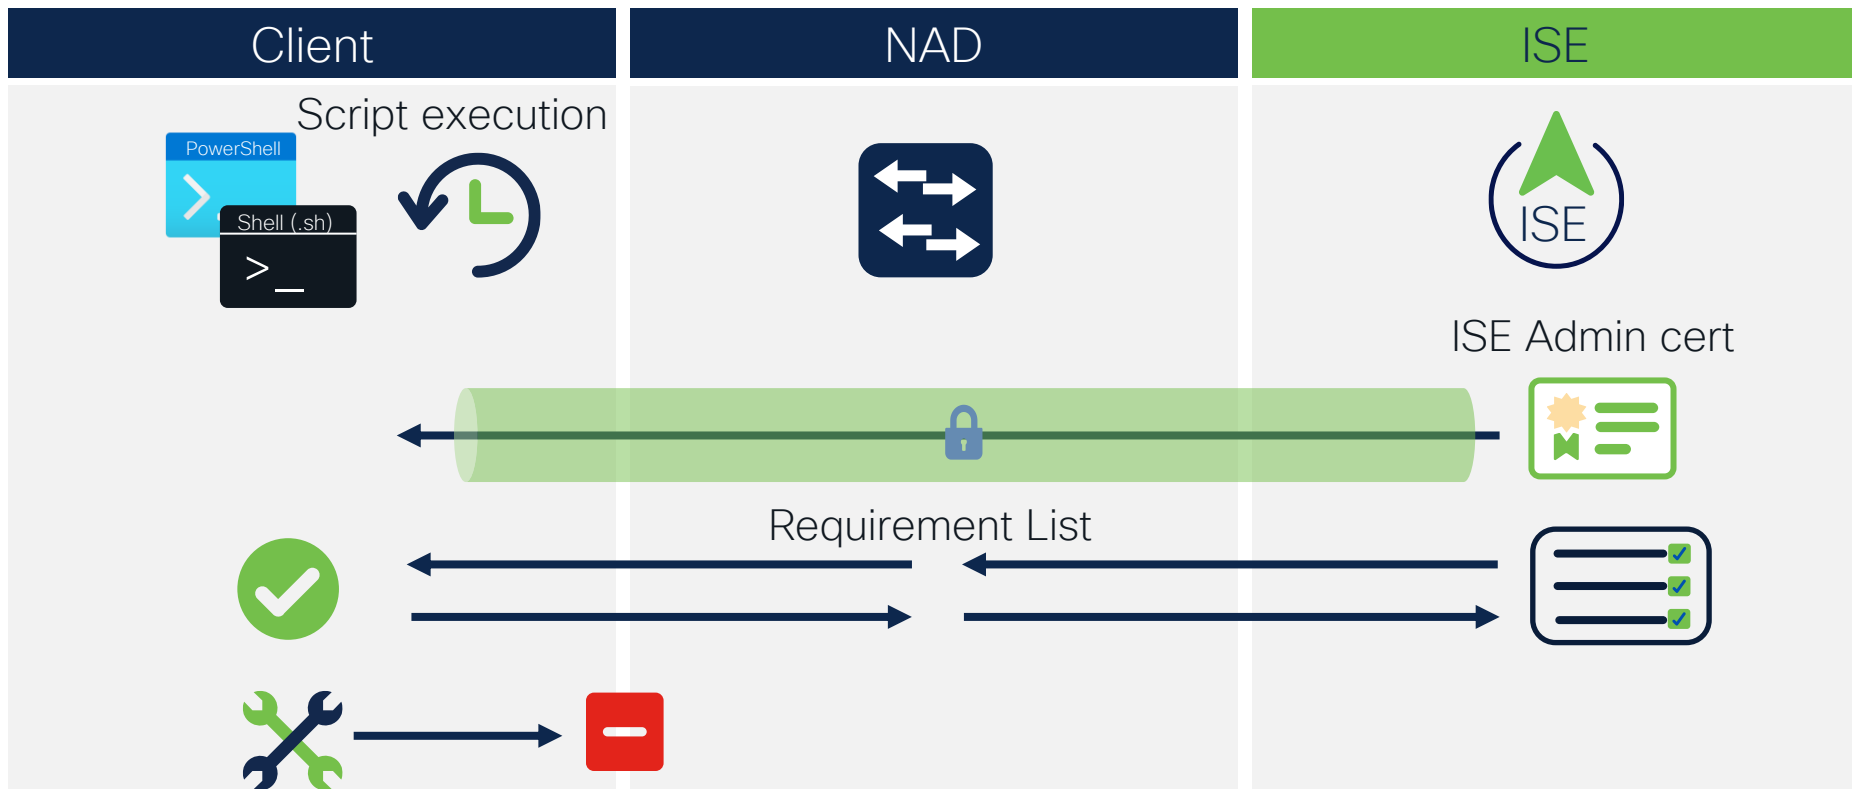 Client
NAD
ISE
Script execution
PowerShell
>_
Shell (.sh)
>_
ISE
ISE Admin cert
Requirement List